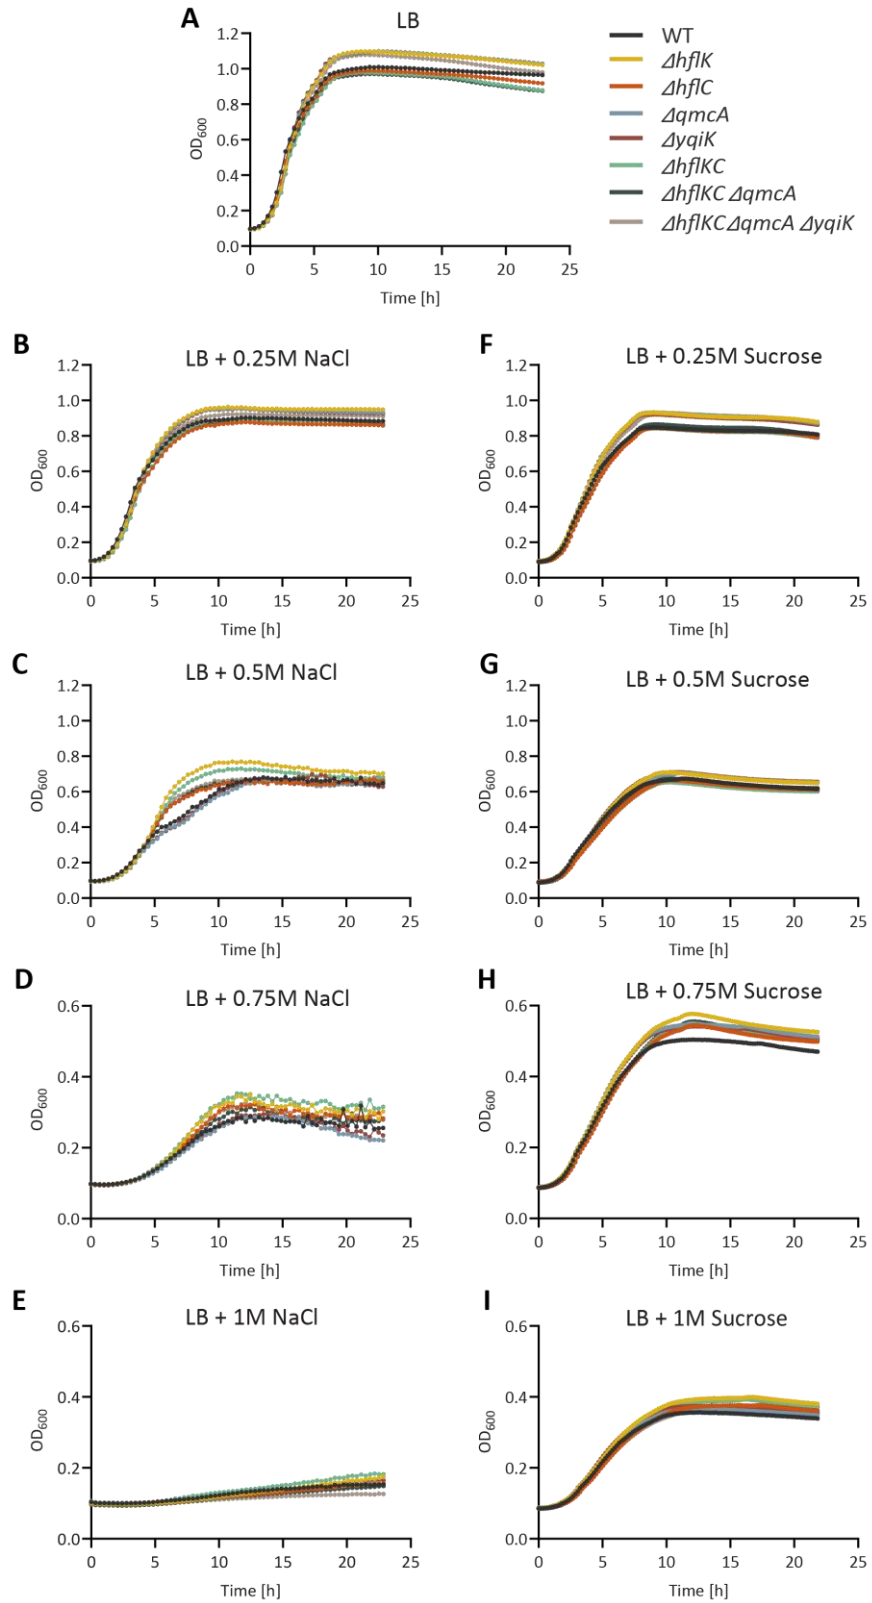 A
LB
OD600
1.2
1.0
0.8
0.6
0.4
0.2
0.0
0 5 10 15 20 25
Time [h]
WT
ΔhflK
ΔhflC
ΔqmcA
ΔyqiK
ΔhflKC
ΔhflKC ΔqmcA
ΔhflKC ΔqmcA ΔyqiK
B
LB + 0.25M NaCl
OD600
1.2
1.0
0.8
0.6
0.4
0.2
0.0
0 5 10 15 20 25
Time [h]
F
LB + 0.25M Sucrose
OD600
1.2
1.0
0.8
0.6
0.4
0.2
0.0
0 5 10 15 20 25
Time [h]
C
LB + 0.5M NaCl
OD600
1.2
1.0
0.8
0.6
0.4
0.2
0.0
0 5 10 15 20 25
Time [h]
G
LB + 0.5M Sucrose
OD600
1.2
1.0
0.8
0.6
0.4
0.2
0.0
0 5 10 15 20 25
Time [h]
D
LB + 0.75M NaCl
OD600
0.6
0.4
0.2
0.0
0 5 10 15 20 25
Time [h]
H
LB + 0.75M Sucrose
OD600
0.6
0.4
0.2
0.0
0 5 10 15 20 25
Time [h]
E
LB + 1M NaCl
OD600
0.6
0.4
0.2
0.0
0 5 10 15 20 25
Time [h]
I
LB + 1M Sucrose
OD600
0.6
0.4
0.2
0.0
0 5 10 15 20 25
Time [h]